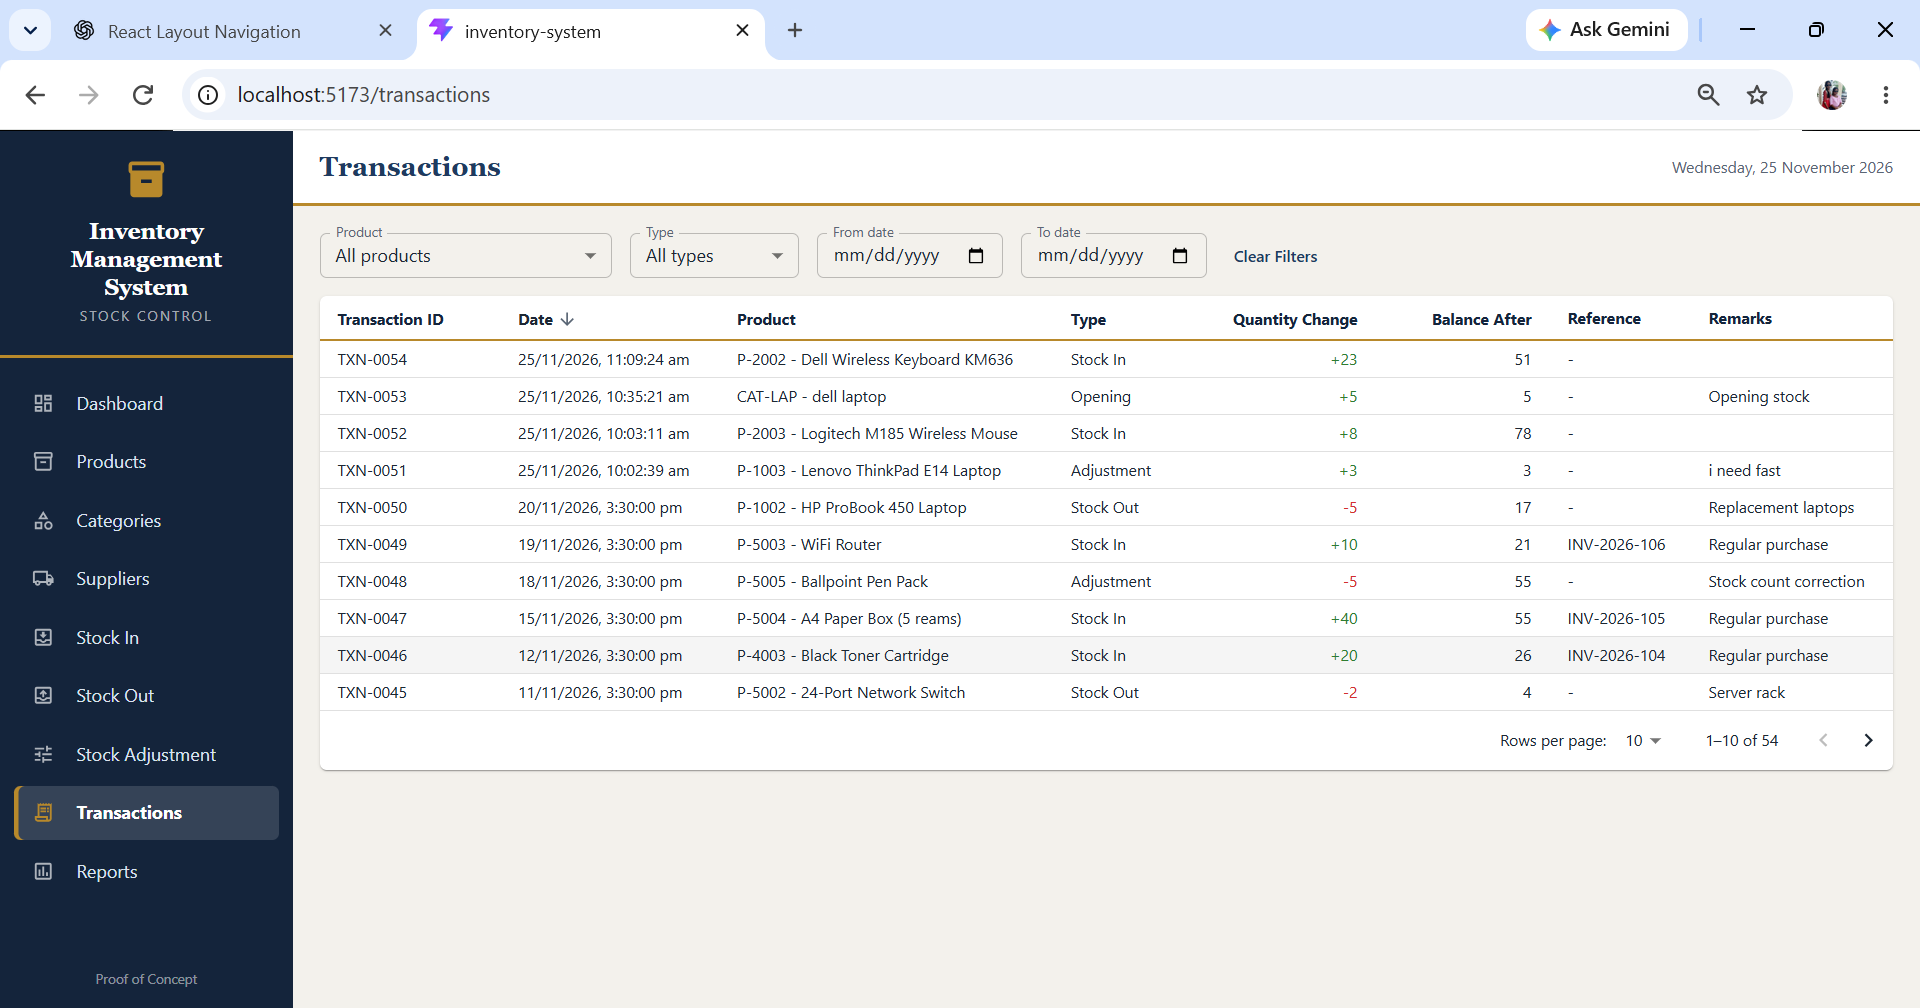 React Layout Navigation
inventory-system
Ask Gemini
localhost:5173/transactions
Inventory
Management
System
STOCK CONTROL
Dashboard
Products
Categories
Suppliers
Stock In
Stock Out
Stock Adjustment
Transactions
Reports
Proof of Concept
Transactions
Wednesday, 25 November 2026
Product
All products
Type
All types
From date
mm/dd/yyyy
To date
mm/dd/yyyy
Clear Filters
Transaction ID Date Product Type Quantity Change Balance After Reference Remarks
TXN-0054 25/11/2026, 11:09:24 am P-2002 - Dell Wireless Keyboard KM636 Stock In +23 51 -
TXN-0053 25/11/2026, 10:35:21 am CAT-LAP - dell laptop Opening +5 5 - Opening stock
TXN-0052 25/11/2026, 10:03:11 am P-2003 - Logitech M185 Wireless Mouse Stock In +8 78 -
TXN-0051 25/11/2026, 10:02:39 am P-1003 - Lenovo ThinkPad E14 Laptop Adjustment +3 3 - i need fast
TXN-0050 20/11/2026, 3:30:00 pm P-1002 - HP ProBook 450 Laptop Stock Out -5 17 - Replacement laptops
TXN-0049 19/11/2026, 3:30:00 pm P-5003 - WiFi Router Stock In +10 21 INV-2026-106 Regular purchase
TXN-0048 18/11/2026, 3:30:00 pm P-5005 - Ballpoint Pen Pack Adjustment -5 55 - Stock count correction
TXN-0047 15/11/2026, 3:30:00 pm P-5004 - A4 Paper Box (5 reams) Stock In +40 55 INV-2026-105 Regular purchase
TXN-0046 12/11/2026, 3:30:00 pm P-4003 - Black Toner Cartridge Stock In +20 26 INV-2026-104 Regular purchase
TXN-0045 11/11/2026, 3:30:00 pm P-5002 - 24-Port Network Switch Stock Out -2 4 - Server rack
Rows per page: 10 1–10 of 54